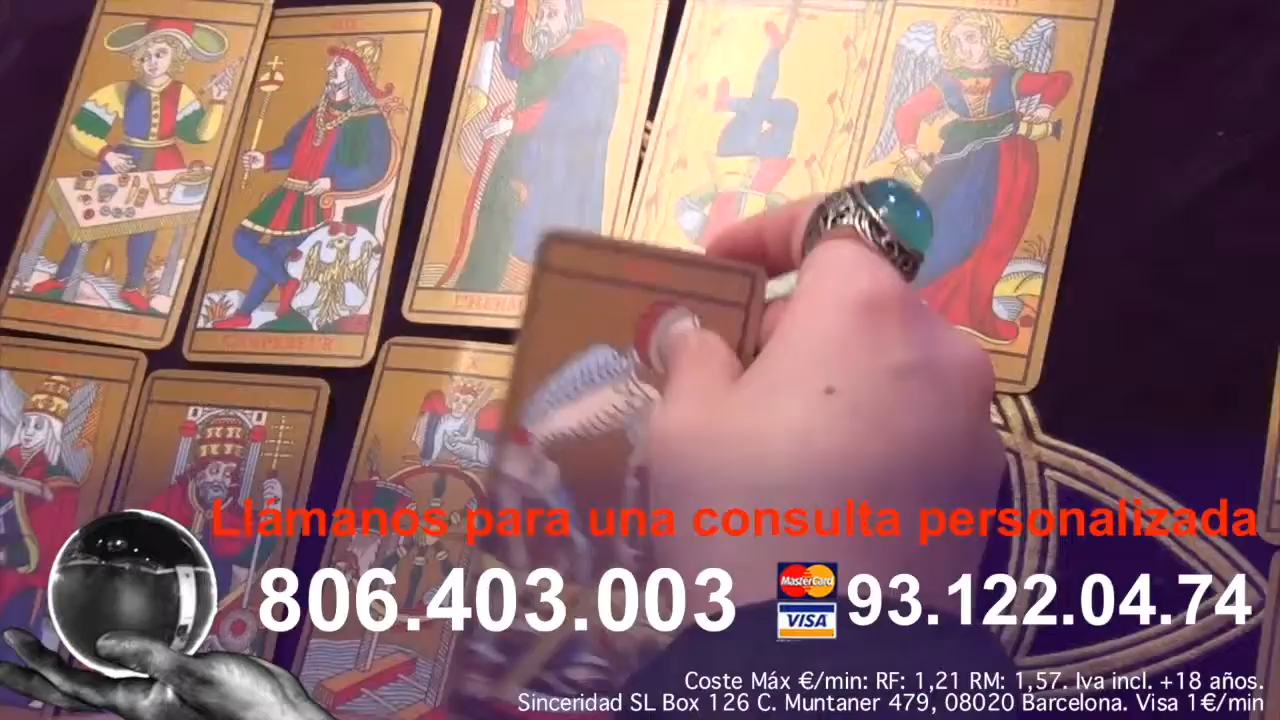 L'EMPEREUR
X
Llámanos para una consulta personalizada
806.403.003
MasterCard
VISA
93.122.04.74
Coste Máx €/min: RF: 1,21 RM: 1,57. Iva incl. +18 años.
Sinceridad SL Box 126 C. Muntaner 479, 08020 Barcelona. Visa 1€/min